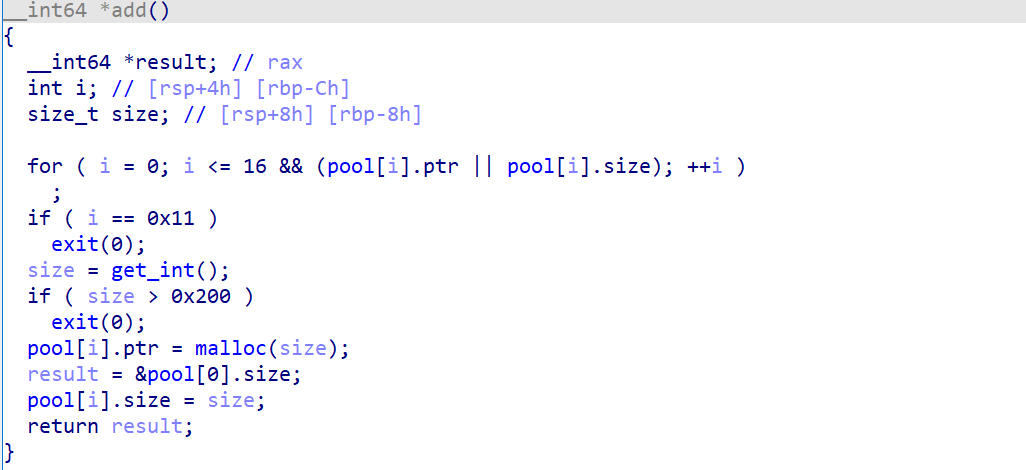 __int64 *add()
{
  __int64 *result; // rax
  int i; // [rsp+4h] [rbp-Ch]
  size_t size; // [rsp+8h] [rbp-8h]

  for ( i = 0; i <= 16 && (pool[i].ptr || pool[i].size); ++i )
    ;
  if ( i == 0x11 )
    exit(0);
  size = get_int();
  if ( size > 0x200 )
    exit(0);
  pool[i].ptr = malloc(size);
  result = &pool[0].size;
  pool[i].size = size;
  return result;
}